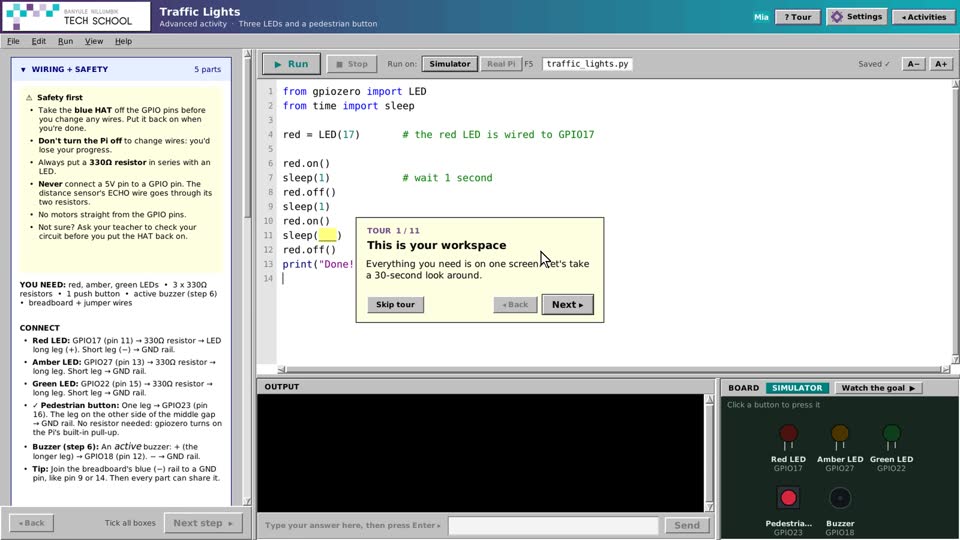 BANYULE NILLUMBIK
TECH SCHOOL
Traffic Lights
Advanced activity · Three LEDs and a pedestrian button
Mia
? Tour
Settings
◂ Activities
File Edit Run View Help
▼ WIRING + SAFETY 5 parts
⚠ Safety first
• Take the blue HAT off the GPIO pins before
you change any wires. Put it back on when
you're done.
• Don't turn the Pi off to change wires: you'd
lose your progress.
• Always put a 330Ω resistor in series with an
LED.
• Never connect a 5V pin to a GPIO pin. The
distance sensor's ECHO wire goes through its
two resistors.
• No motors straight from the GPIO pins.
• Not sure? Ask your teacher to check your
circuit before you put the HAT back on.
YOU NEED: red, amber, green LEDs • 3 x 330Ω
resistors • 1 push button • active buzzer (step 6)
• breadboard + jumper wires
CONNECT
• Red LED: GPIO17 (pin 11) → 330Ω resistor → LED
long leg (+). Short leg (−) → GND rail.
• Amber LED: GPIO27 (pin 13) → 330Ω resistor →
long leg. Short leg → GND rail.
• Green LED: GPIO22 (pin 15) → 330Ω resistor →
long leg. Short leg → GND rail.
• ✓ Pedestrian button: One leg → GPIO23 (pin
16). The leg on the other side of the middle gap
→ GND rail. No resistor needed: gpiozero turns on
the Pi's built-in pull-up.
• Buzzer (step 6): An active buzzer: + (the
longer leg) → GPIO18 (pin 12). − → GND rail.
• Tip: Join the breadboard's blue (−) rail to a GND
pin, like pin 9 or 14. Then every part can share it.
◂ Back
Tick all boxes
Next step ▸
▶ Run
■ Stop
Run on:
Simulator
Real Pi
F5
traffic_lights.py
Saved ✓
A−
A+
1 from gpiozero import LED
2 from time import sleep
3
4 red = LED(17) # the red LED is wired to GPIO17
5
6 red.on()
7 sleep(1) # wait 1 second
8 red.off()
9 sleep(1)
10 red.on()
11 sleep(___)
12 red.off()
13 print("Done!
14
TOUR 1 / 11
This is your workspace
Everything you need is on one screen. Let's take
a 30-second look around.
Skip tour
◂ Back
Next ▸
OUTPUT
Type your answer here, then press Enter ▸
Send
BOARD
SIMULATOR
Watch the goal ▶
Click a button to press it
Red LED
GPIO17
Amber LED
GPIO27
Green LED
GPIO22
Pedestria...
GPIO23
Buzzer
GPIO18